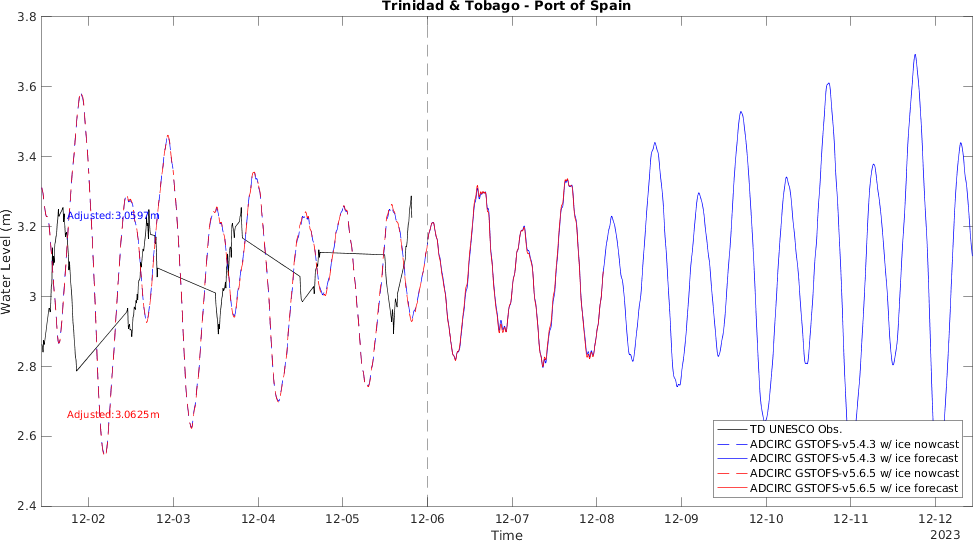 Trinidad & Tobago - Port of Spain
3.8
3.6
3.4
3.2
3
2.8
2.6
2.4
Water Level (m)
Adjusted:3.0597m
Adjusted:3.0625m
TD UNESCO Obs.
ADCIRC GSTOFS-v5.4.3 w/ ice nowcast
ADCIRC GSTOFS-v5.4.3 w/ ice forecast
ADCIRC GSTOFS-v5.6.5 w/ ice nowcast
ADCIRC GSTOFS-v5.6.5 w/ ice forecast
12-02 12-03 12-04 12-05 12-06 12-07 12-08 12-09 12-10 12-11 12-12
Time
2023